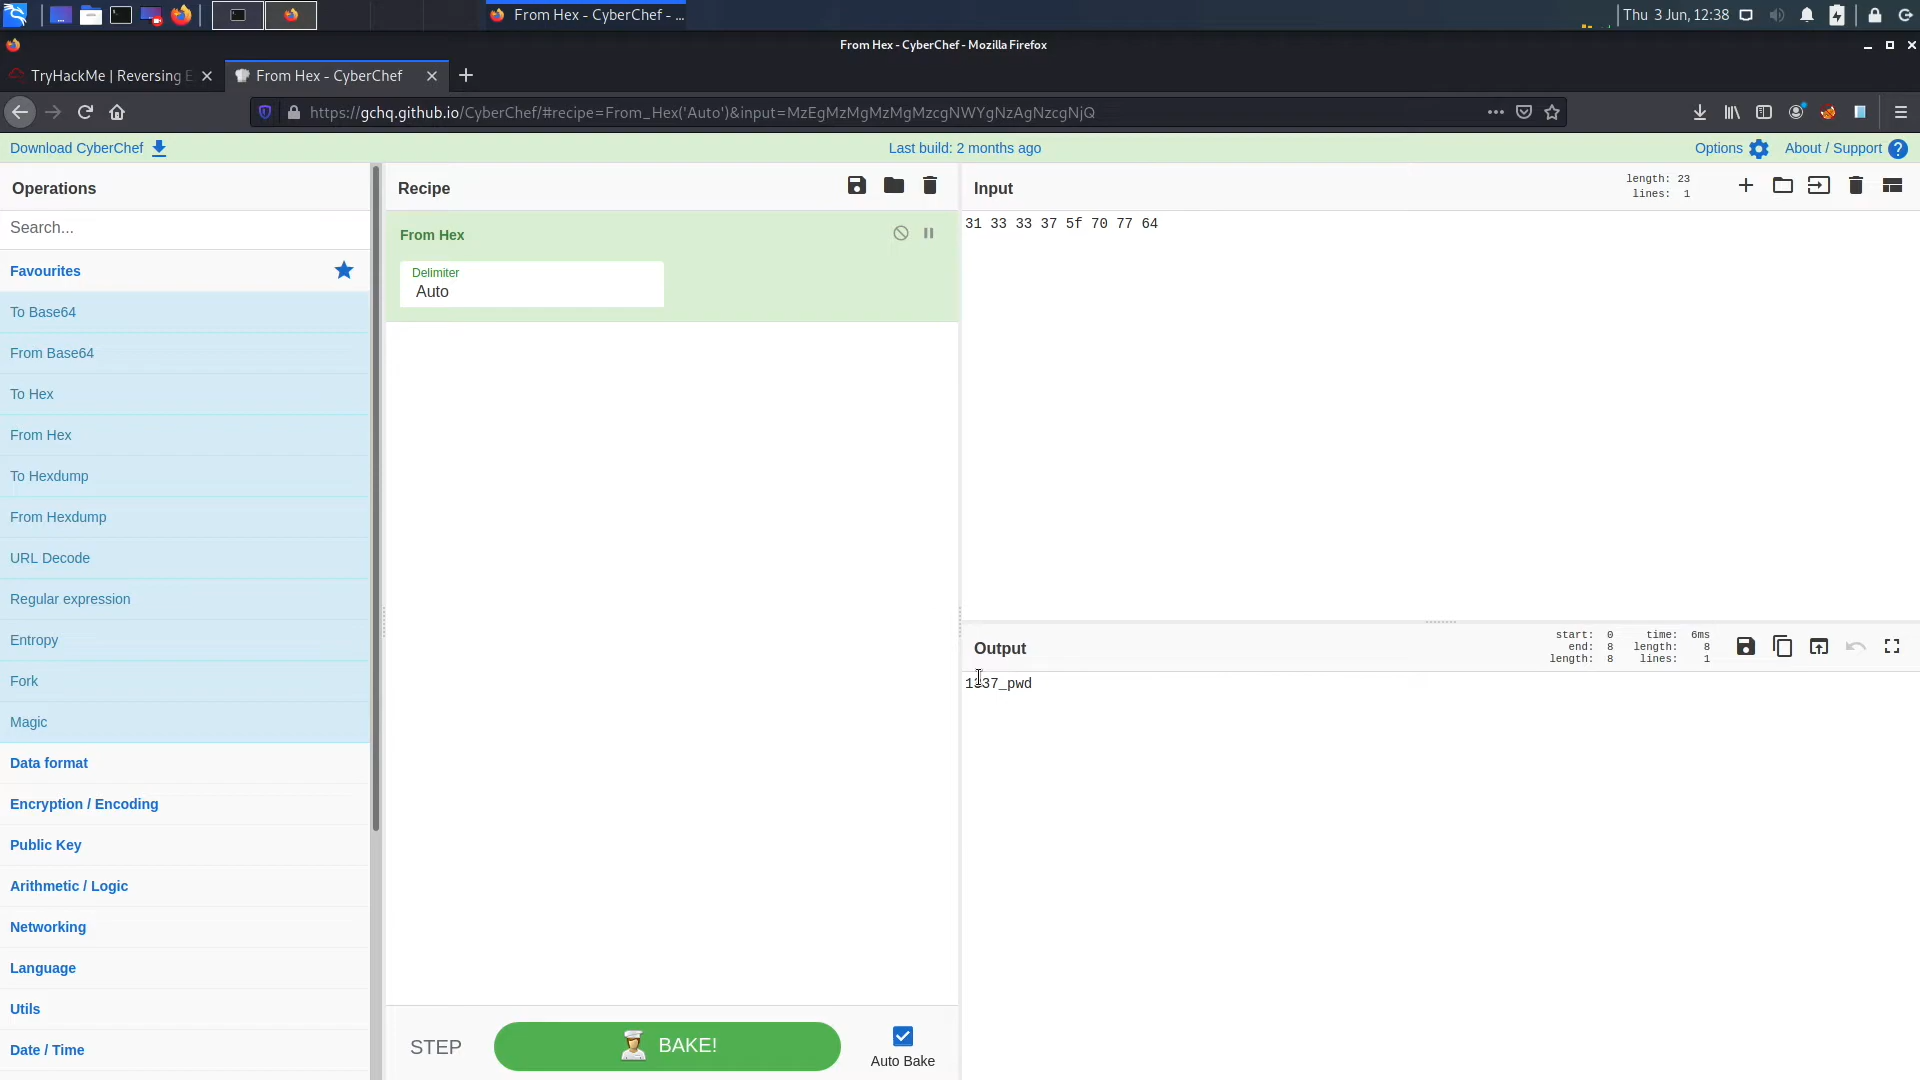 From Hex - CyberChef - ...
Thu 3 Jun, 12:38
From Hex - CyberChef - Mozilla Firefox
TryHackMe | Reversing E
From Hex - CyberChef
https://gchq.github.io/CyberChef/#recipe=From_Hex('Auto')&input=MzEgMzMgMzMgMzcgNWYgNzAgNzcgNjQ
Download CyberChef
Last build: 2 months ago
Options
About / Support
Operations
Search...
Favourites
To Base64
From Base64
To Hex
From Hex
To Hexdump
From Hexdump
URL Decode
Regular expression
Entropy
Fork
Magic
Data format
Encryption / Encoding
Public Key
Arithmetic / Logic
Networking
Language
Utils
Date / Time
Recipe
From Hex
Delimiter
Auto
STEP
BAKE!
Auto Bake
Input
length: 23
lines: 1
31 33 33 37 5f 70 77 64
Output
start: 0 time: 6ms
end: 8 length: 8
length: 8 lines: 1
1337_pwd